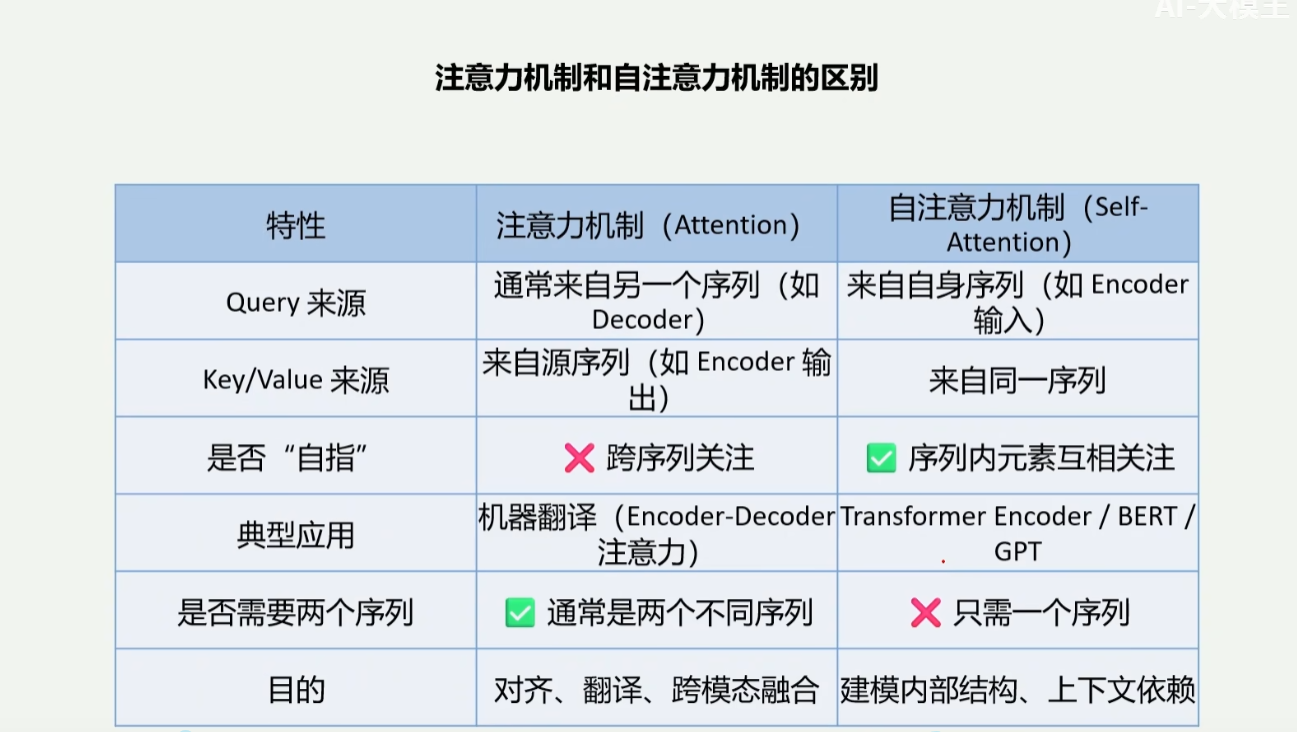 AI-大模型
注意力机制和自注意力机制的区别
特性
注意力机制（Attention）
自注意力机制（Self-
Attention）
Query 来源
通常来自另一个序列（如
Decoder）
来自自身序列（如 Encoder
输入）
Key/Value 来源
来自源序列（如 Encoder 输
出）
来自同一序列
是否“自指”
❌ 跨序列关注
✅ 序列内元素互相关注
典型应用
机器翻译（Encoder-Decoder
注意力）
Transformer Encoder / BERT /
GPT
是否需要两个序列
✅ 通常是两个不同序列
❌ 只需一个序列
目的
对齐、翻译、跨模态融合
建模内部结构、上下文依赖